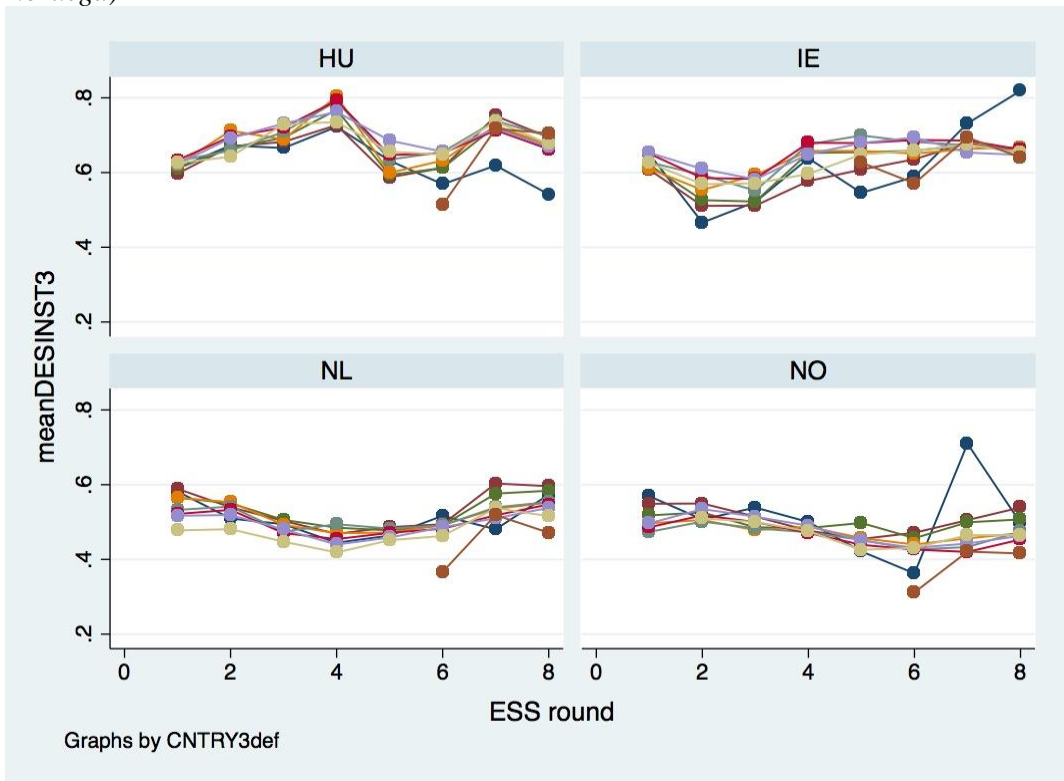 HU IE
.8
.6
.4
.2
NL NO
.8
.6
.4
.2
meanDESINST3
0 2 4 6 8 0 2 4 6 8
ESS round
Graphs by CNTRY3def